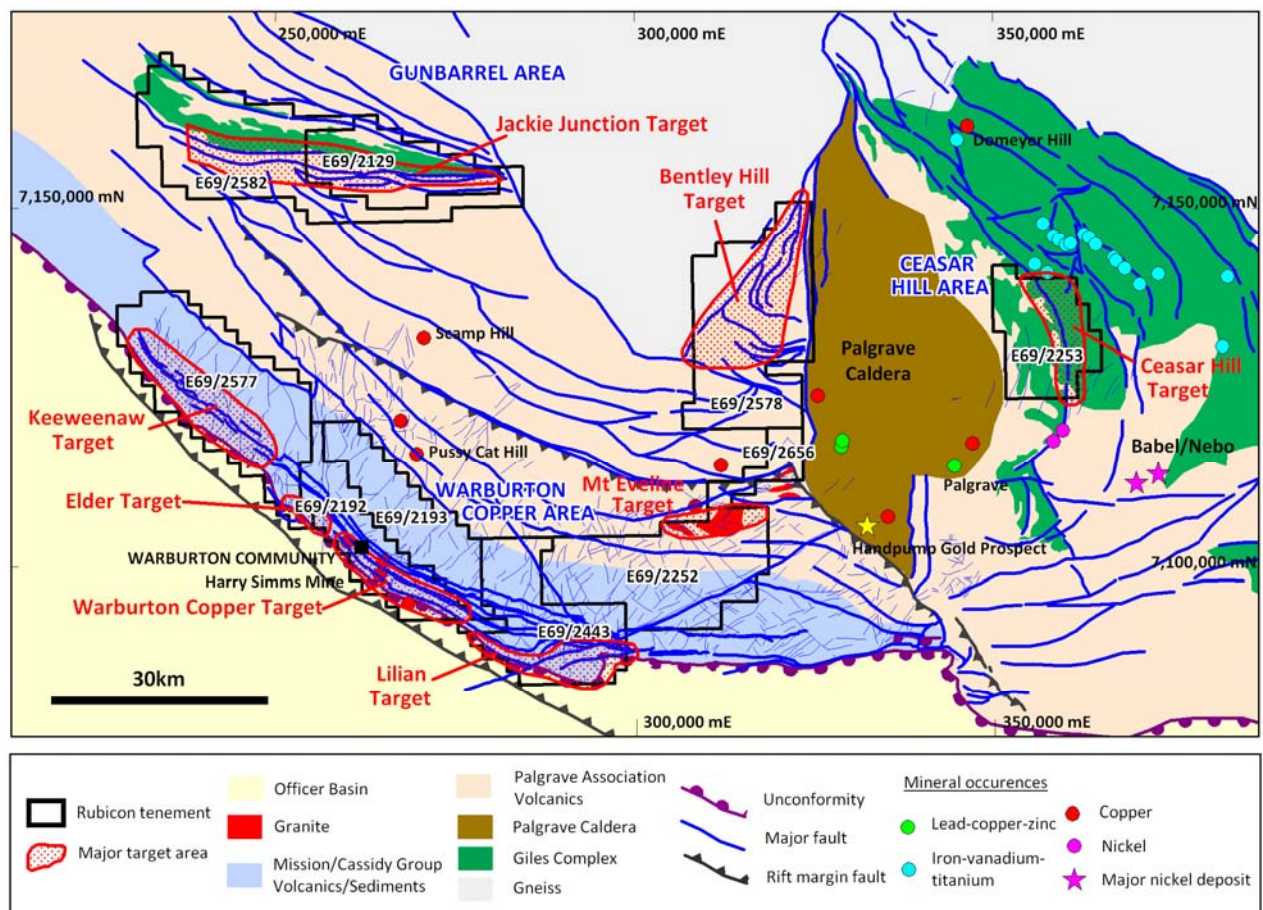 250,000 mE
300,000 mE
350,000 mE
GUNBARREL AREA
Jackie Junction Target
Domeyer Hill
E69/2129
E69/2582
7,150,000 mN
Bentley Hill
Target
7,150,000 mN
CEASAR
HILL AREA
Scamp Hill
Palgrave
Caldera
E69/2253
Ceasar Hill
Target
E69/2577
Keeweenaw
Target
E69/2578
Pussy Cat Hill
E69/2656
Babel/Nebo
WARBURTON
COPPER AREA
Mt Eveline
Target
Palgrave
Elder Target
E69/2192
E69/2193
WARBURTON COMMUNITY
Harry Simms Mine
Handpump Gold Prospect
7,100,000 mN
E69/2252
Warburton Copper Target
E69/2443
Lilian
Target
30km
300,000 mE
350,000 mE
Rubicon tenement
Major target area
Officer Basin
Granite
Mission/Cassidy Group
Volcanics/Sediments
Palgrave Association
Volcanics
Palgrave Caldera
Giles Complex
Gneiss
Unconformity
Major fault
Rift margin fault
Mineral occurences
Lead-copper-zinc
Iron-vanadium-
titanium
Copper
Nickel
Major nickel deposit